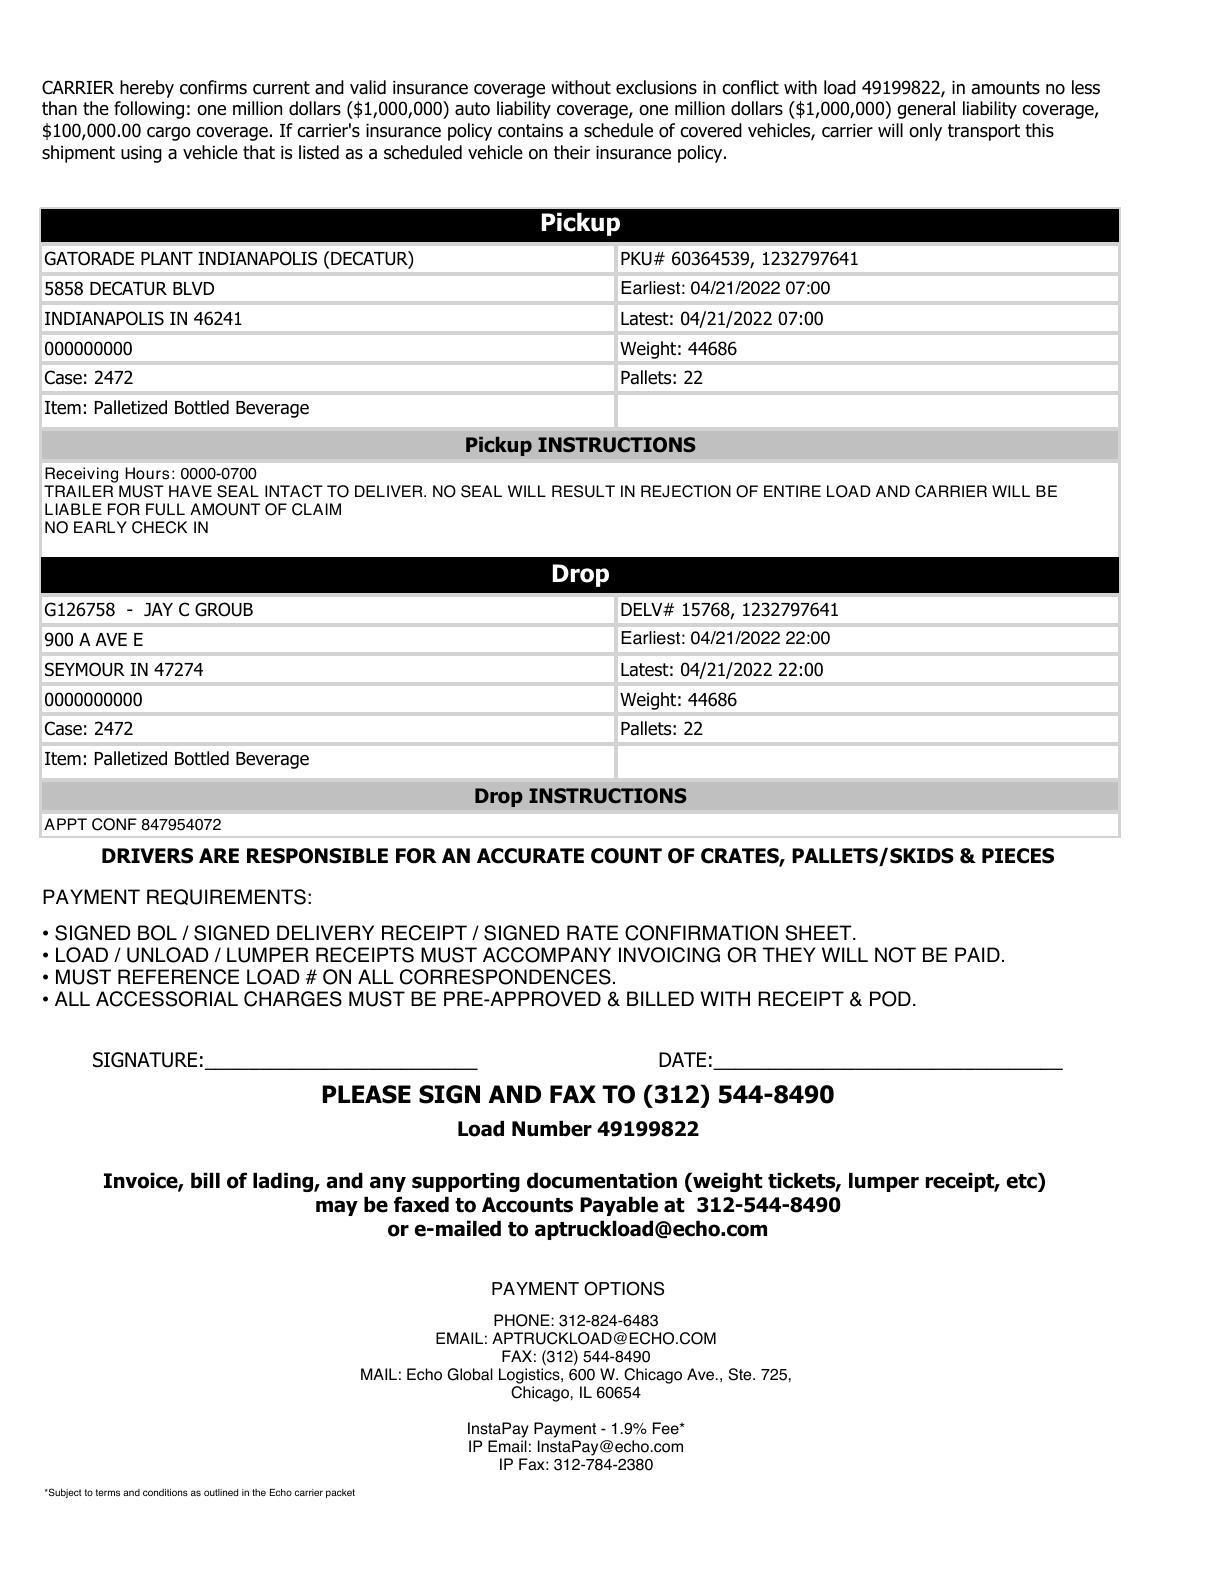 CARRIER hereby confirms current and valid insurance coverage without exclusions in conflict with load 49199822, in amounts no less
than the following: one million dollars ($1,000,000) auto liability coverage, one million dollars ($1,000,000) general liability coverage,
$100,000.00 cargo coverage. If carrier's insurance policy contains a schedule of covered vehicles, carrier will only transport this
shipment using a vehicle that is listed as a scheduled vehicle on their insurance policy.
Pickup
GATORADE PLANT INDIANAPOLIS (DECATUR) PKU# 60364539, 1232797641
5858 DECATUR BLVD Earliest: 04/21/2022 07:00
INDIANAPOLIS IN 46241 Latest: 04/21/2022 07:00
000000000 Weight: 44686
Case: 2472 Pallets: 22
Item: Palletized Bottled Beverage
Pickup INSTRUCTIONS
Receiving Hours: 0000-0700
TRAILER MUST HAVE SEAL INTACT TO DELIVER. NO SEAL WILL RESULT IN REJECTION OF ENTIRE LOAD AND CARRIER WILL BE
LIABLE FOR FULL AMOUNT OF CLAIM
NO EARLY CHECK IN
Drop
G126758 - JAY C GROUB DELV# 15768, 1232797641
900 A AVE E Earliest: 04/21/2022 22:00
SEYMOUR IN 47274 Latest: 04/21/2022 22:00
0000000000 Weight: 44686
Case: 2472 Pallets: 22
Item: Palletized Bottled Beverage
Drop INSTRUCTIONS
APPT CONF 847954072
DRIVERS ARE RESPONSIBLE FOR AN ACCURATE COUNT OF CRATES, PALLETS/SKIDS & PIECES
PAYMENT REQUIREMENTS:
• SIGNED BOL / SIGNED DELIVERY RECEIPT / SIGNED RATE CONFIRMATION SHEET.
• LOAD / UNLOAD / LUMPER RECEIPTS MUST ACCOMPANY INVOICING OR THEY WILL NOT BE PAID.
• MUST REFERENCE LOAD # ON ALL CORRESPONDENCES.
• ALL ACCESSORIAL CHARGES MUST BE PRE-APPROVED & BILLED WITH RECEIPT & POD.
SIGNATURE:_________________________ DATE:________________________________
PLEASE SIGN AND FAX TO (312) 544-8490
Load Number 49199822
Invoice, bill of lading, and any supporting documentation (weight tickets, lumper receipt, etc)
may be faxed to Accounts Payable at 312-544-8490
or e-mailed to aptruckload@echo.com
PAYMENT OPTIONS
PHONE: 312-824-6483
EMAIL: APTRUCKLOAD@ECHO.COM
FAX: (312) 544-8490
MAIL: Echo Global Logistics, 600 W. Chicago Ave., Ste. 725,
Chicago, IL 60654
InstaPay Payment - 1.9% Fee*
IP Email: InstaPay@echo.com
IP Fax: 312-784-2380
*Subject to terms and conditions as outlined in the Echo carrier packet